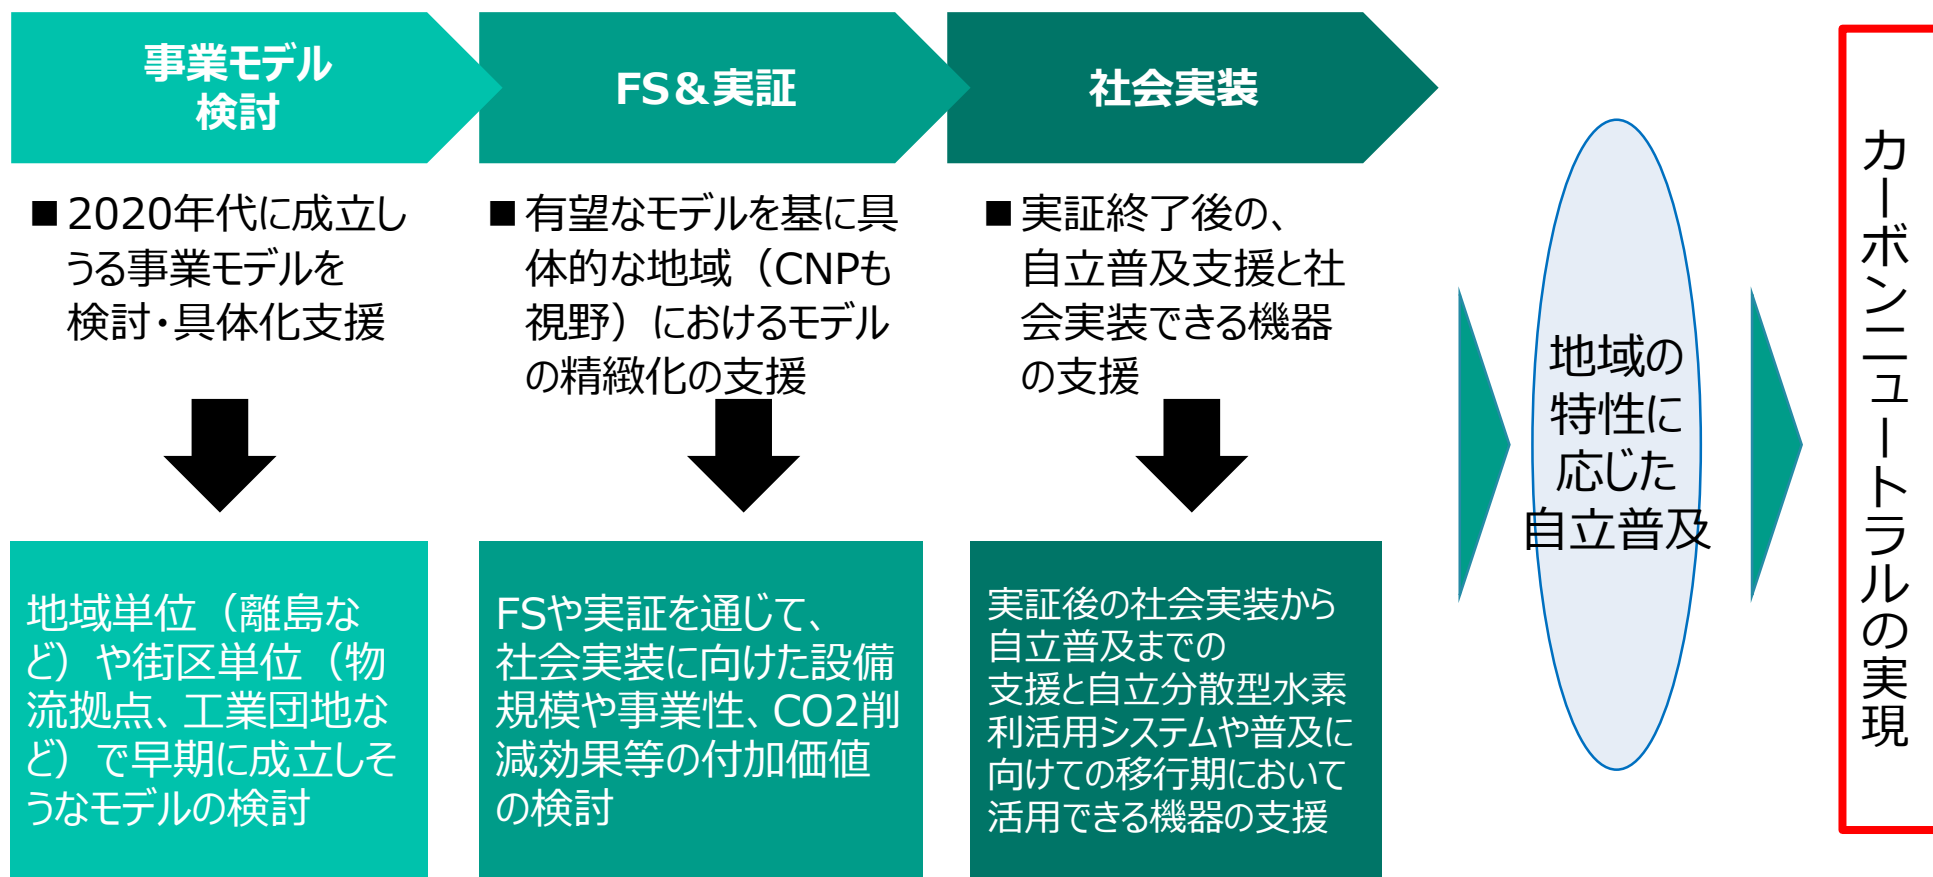 事業モデル
検討
FS＆実証
社会実装
■2020年代に成立し
うる事業モデルを
検討・具体化支援
■有望なモデルを基に具
体的な地域（CNPも
視野）におけるモデル
の精緻化の支援
■実証終了後の、
自立普及支援と社
会実装できる機器
の支援
地域単位（離島な
ど）や街区単位（物
流拠点、工業団地な
ど）で早期に成立しそ
うなモデルの検討
FSや実証を通じて、
社会実装に向けた設備
規模や事業性、CO2削
減効果等の付加価値
の検討
実証後の社会実装から
自立普及までの
支援と自立分散型水素
利活用システムや普及に
向けての移行期において
活用できる機器の支援
地域の
特性に
応じた
自立普及
カーボンニュートラルの実現